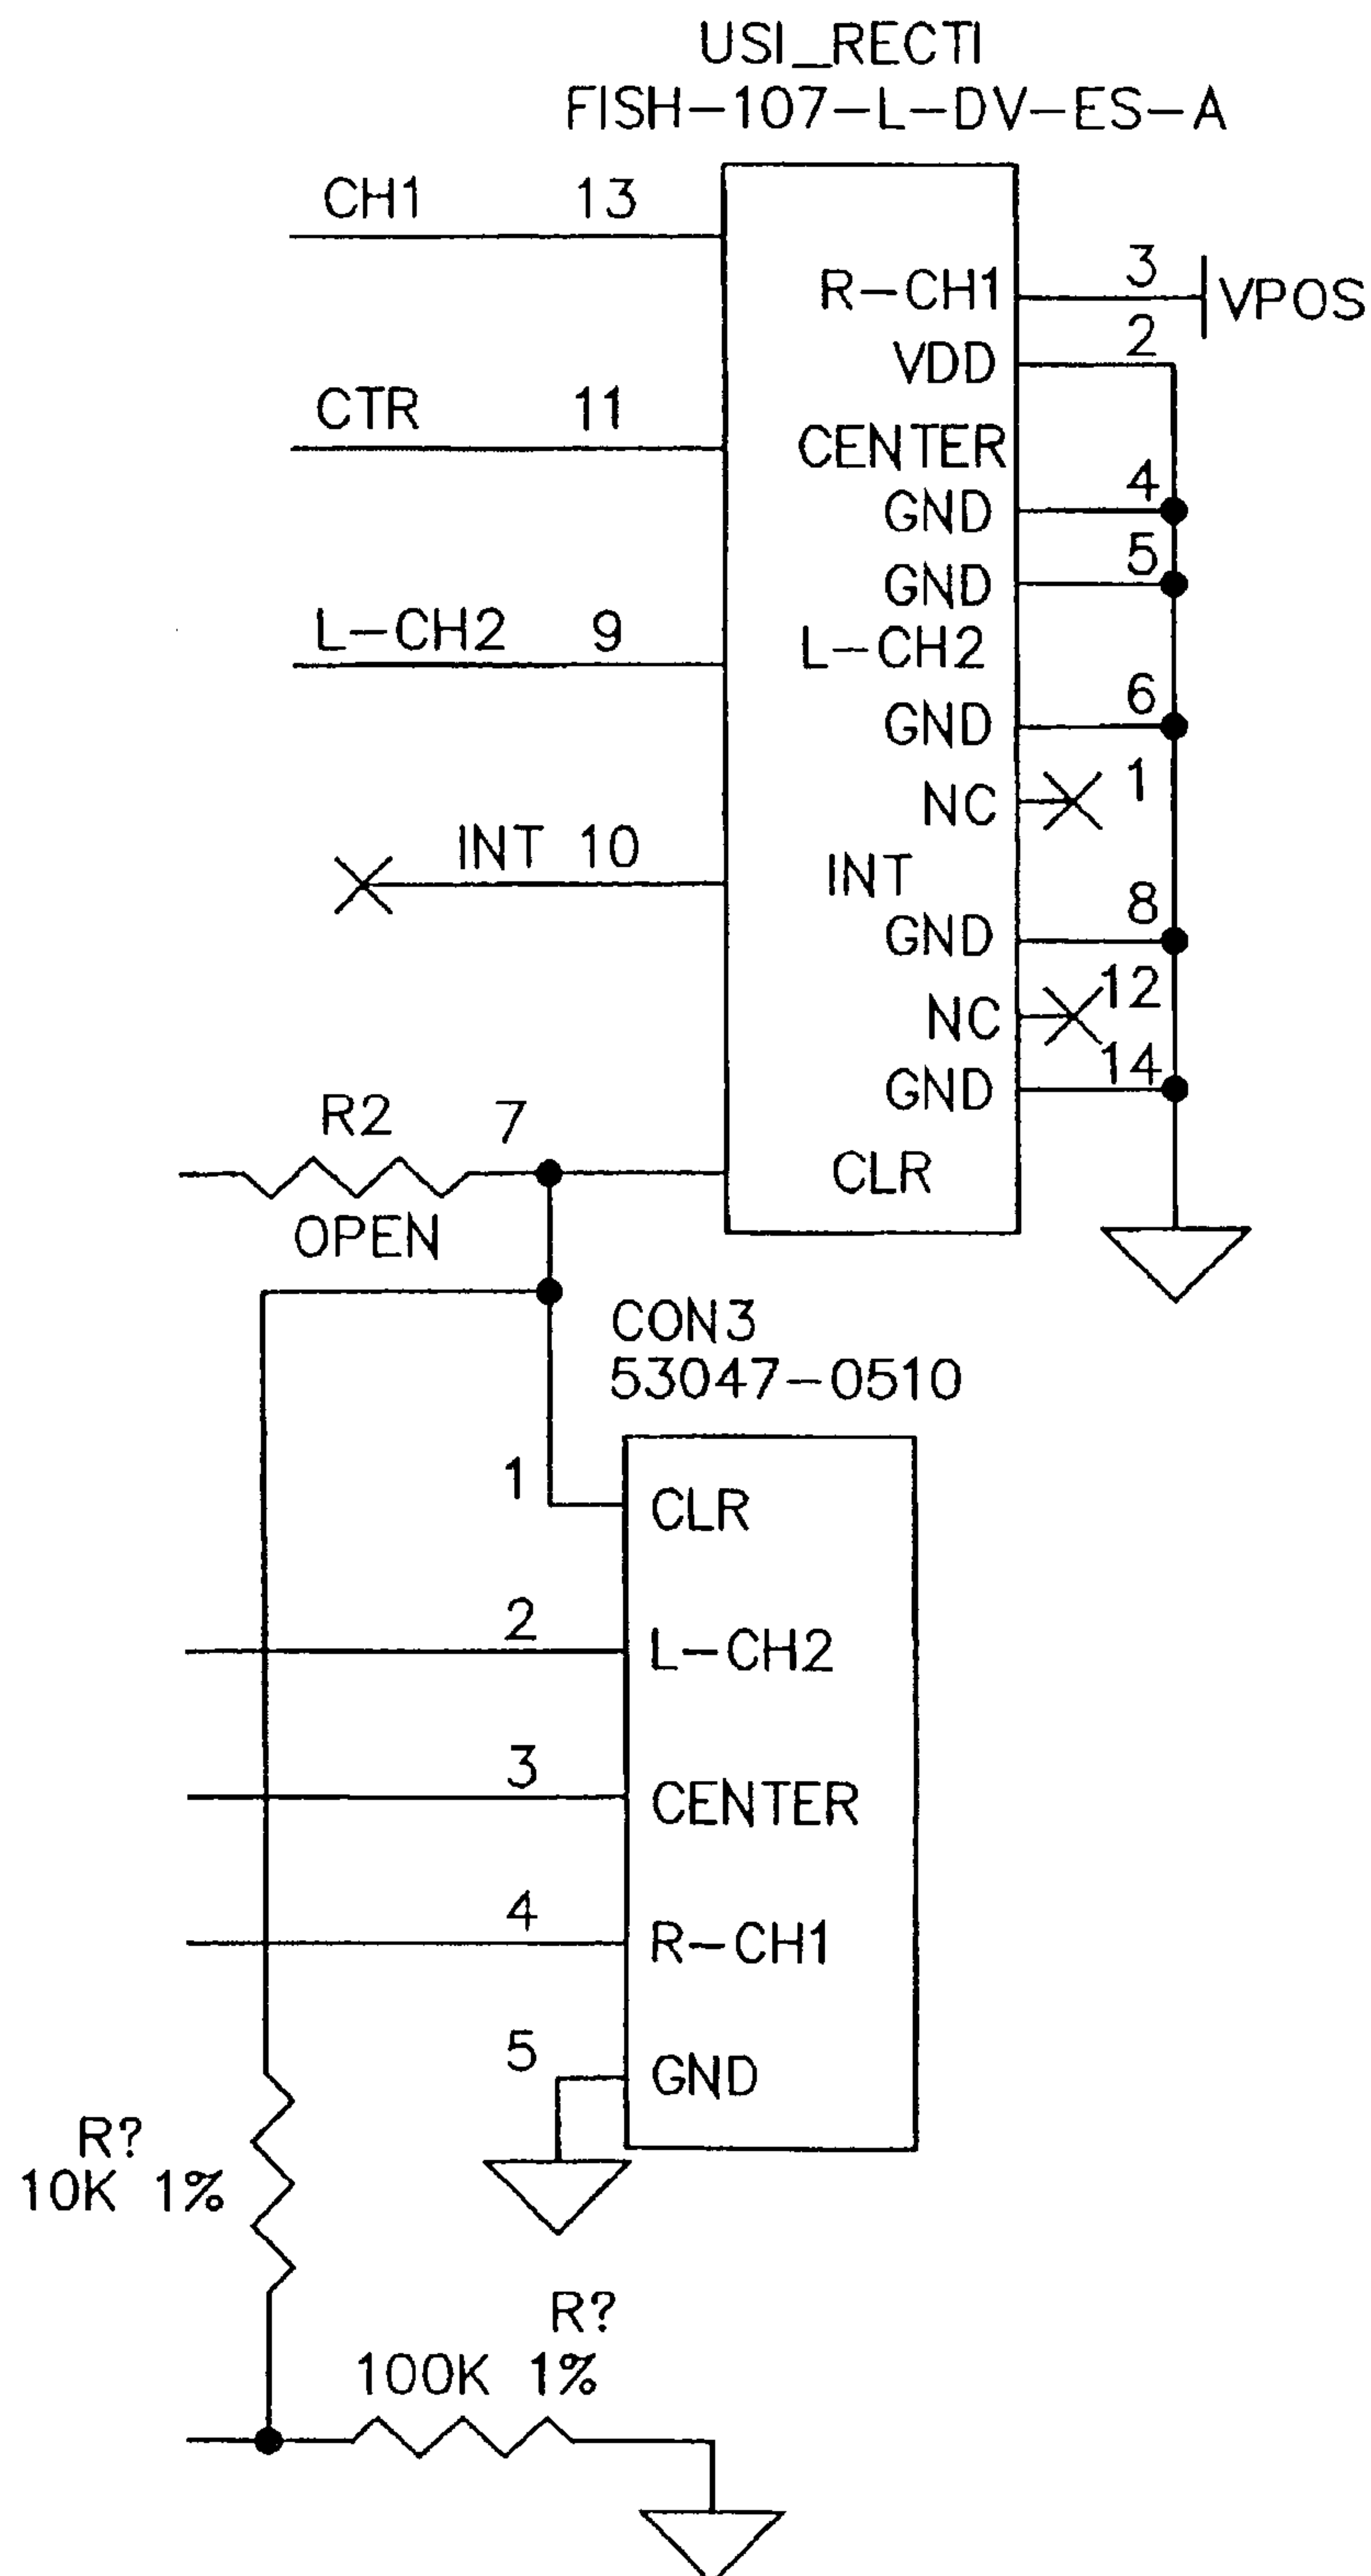 USI_RECTI
FISH-107-L-DV-ES-A
CH1 13
R-CH1 3 VPOS
VDD 2
CTR 11
CENTER
GND 4
GND 5
L-CH2 9 L-CH2
GND 6
NC 1
INT 10 INT
GND 8
NC 12
GND 14
R2 7
CLR
OPEN
CON3
53047-0510
1 CLR
2 L-CH2
3 CENTER
4 R-CH1
5 GND
R?
10K 1%
R?
100K 1%